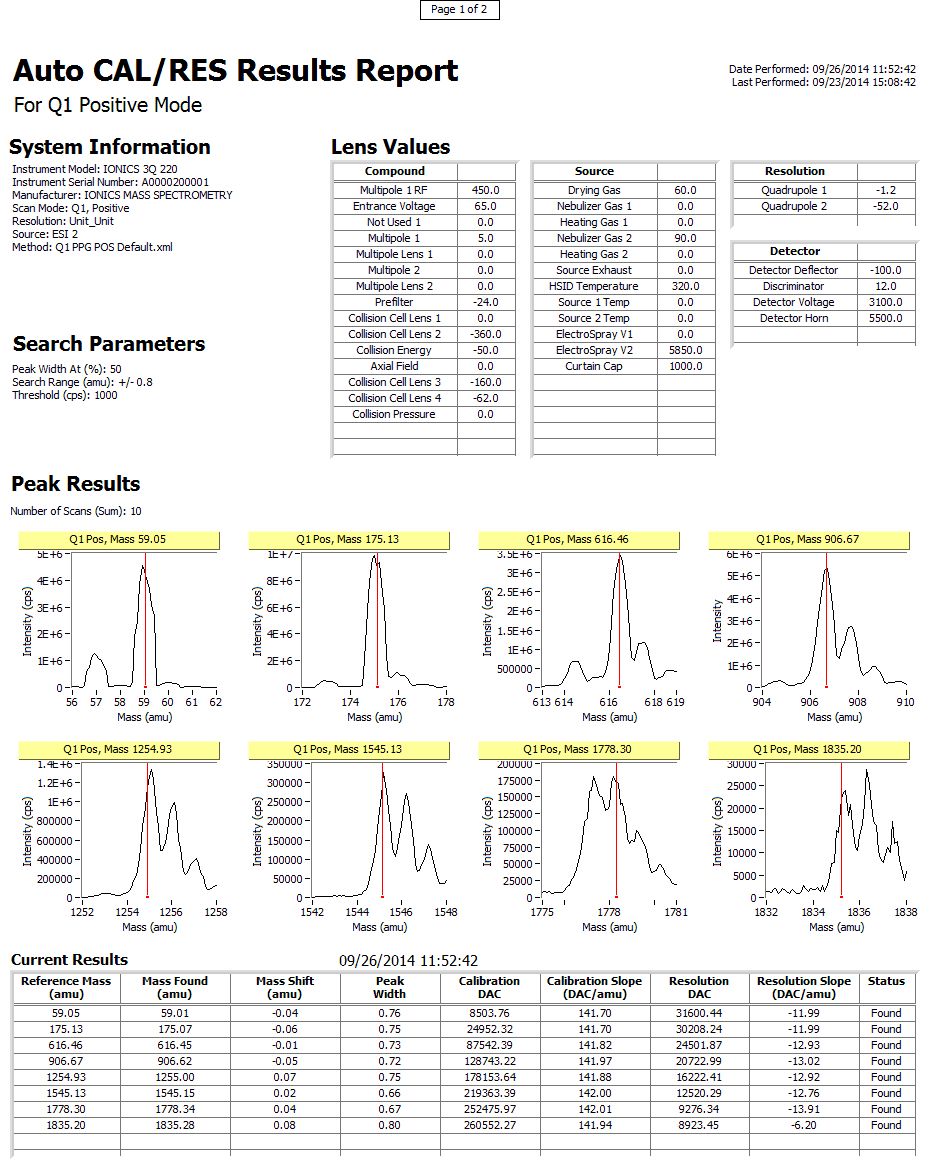 Page 1 of 2
Auto CAL/RES Results Report
For Q1 Positive Mode
Date Performed: 09/26/2014 11:52:42
Last Performed: 09/23/2014 15:08:42
System Information
Instrument Model: IONICS 3Q 220
Instrument Serial Number: A0000200001
Manufacturer: IONICS MASS SPECTROMETRY
Scan Mode: Q1, Positive
Resolution: Unit_Unit
Source: ESI 2
Method: Q1 PPG POS Default.xml
Search Parameters
Peak Width At (%): 50
Search Range (amu): +/- 0.8
Threshold (cps): 1000
Lens Values
Compound
Multipole 1 RF 450.0
Entrance Voltage 65.0
Not Used 1 0.0
Multipole 1 5.0
Multipole Lens 1 0.0
Multipole 2 0.0
Multipole Lens 2 0.0
Prefilter -24.0
Collision Cell Lens 1 0.0
Collision Cell Lens 2 -360.0
Collision Energy -50.0
Axial Field 0.0
Collision Cell Lens 3 -160.0
Collision Cell Lens 4 -62.0
Collision Pressure 0.0
Source
Drying Gas 60.0
Nebulizer Gas 1 0.0
Heating Gas 1 0.0
Nebulizer Gas 2 90.0
Heating Gas 2 0.0
Source Exhaust 0.0
HSID Temperature 320.0
Source 1 Temp 0.0
Source 2 Temp 0.0
ElectroSpray V1 0.0
ElectroSpray V2 5850.0
Curtain Cap 1000.0
Resolution
Quadrupole 1 -1.2
Quadrupole 2 -52.0
Detector
Detector Deflector -100.0
Discriminator 12.0
Detector Voltage 3100.0
Detector Horn 5500.0
Peak Results
Number of Scans (Sum): 10
Q1 Pos, Mass 59.05
Intensity (cps)
5E+6
4E+6
3E+6
2E+6
1E+6
0
56 57 58 59 60 61 62
Mass (amu)
Q1 Pos, Mass 175.13
Intensity (cps)
1E+7
8E+6
6E+6
4E+6
2E+6
0
172 174 176 178
Mass (amu)
Q1 Pos, Mass 616.46
Intensity (cps)
3.5E+6
3E+6
2.5E+6
2E+6
1.5E+6
1E+6
500000
0
613 614 616 618 619
Mass (amu)
Q1 Pos, Mass 906.67
Intensity
6E+6
5E+6
4E+6
3E+6
2E+6
1E+6
0
904 906 908 910
Mass (amu)
Q1 Pos, Mass 1254.93
Intensity (cps)
1.4E+6
1.2E+6
1E+6
800000
600000
400000
200000
0
1252 1254 1256 1258
Mass (amu)
Q1 Pos, Mass 1545.13
Intensity (cps)
350000
300000
250000
200000
150000
100000
50000
0
1542 1544 1546 1548
Mass (amu)
Q1 Pos, Mass 1778.30
Intensity (cps)
200000
175000
150000
125000
100000
75000
50000
25000
0
1775 1778 1781
Mass (amu)
Q1 Pos, Mass 1835.20
Intensity (cps)
30000
25000
20000
15000
10000
5000
0
1832 1834 1836 1838
Mass (amu)
Current Results 09/26/2014 11:52:42
Reference Mass Mass Found Mass Shift Peak Calibration Calibration Slope Resolution Resolution Slope Status
(amu) (amu) (amu) Width DAC (DAC/amu) DAC (DAC/amu)
59.05 59.01 -0.04 0.76 8503.76 141.70 31600.44 -11.99 Found
175.13 175.07 -0.06 0.75 24952.32 141.70 30208.24 -11.99 Found
616.46 616.45 -0.01 0.73 87542.39 141.82 24501.87 -12.93 Found
906.67 906.62 -0.05 0.72 128743.22 141.97 20722.99 -13.02 Found
1254.93 1255.00 0.07 0.75 178153.64 141.88 16222.41 -12.92 Found
1545.13 1545.15 0.02 0.66 219363.39 142.00 12520.29 -12.76 Found
1778.30 1778.34 0.04 0.67 252475.97 142.01 9276.34 -13.91 Found
1835.20 1835.28 0.08 0.80 260552.27 141.94 8923.45 -6.20 Found